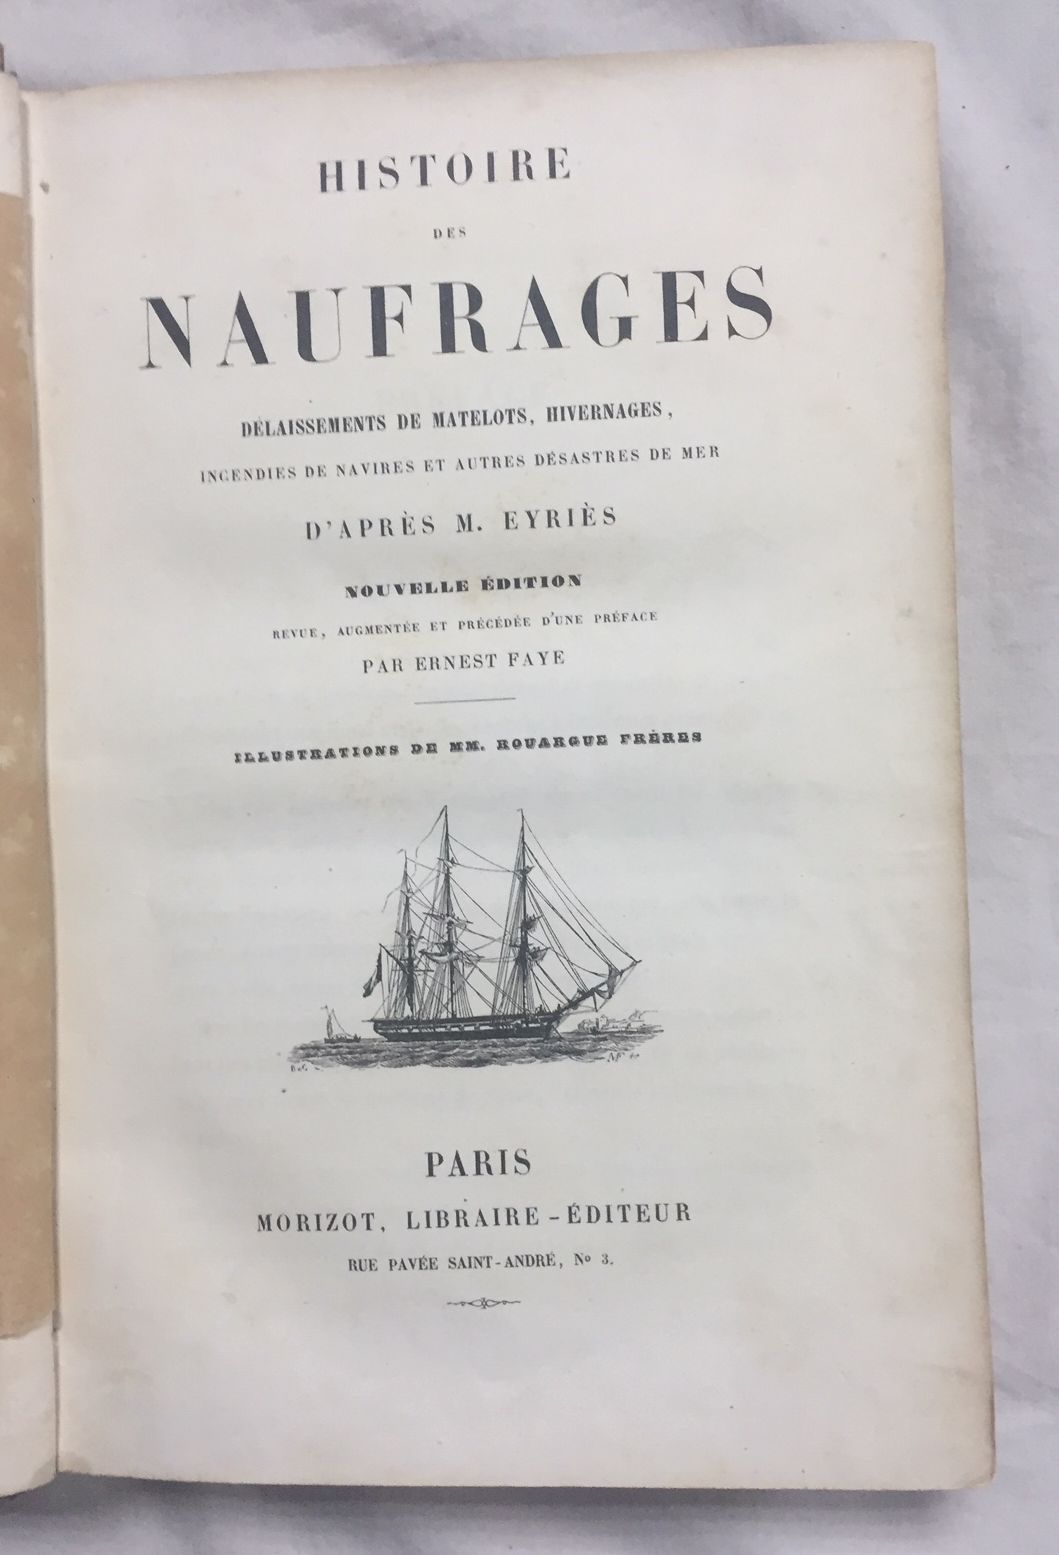 HISTOIRE
DES
NAUFRAGES
DÉLAISSEMENTS DE MATELOTS, HIVERNAGES,
INCENDIES DE NAVIRES ET AUTRES DÉSASTRES DE MER
D'APRÈS M. EYRIÈS
NOUVELLE ÉDITION
REVUE, AUGMENTÉE ET PRÉCÉDÉE D'UNE PRÉFACE
PAR ERNEST FAYE
ILLUSTRATIONS DE MM. ROUARGUE FRÈRES
PARIS
MORIZOT, LIBRAIRE-ÉDITEUR
RUE PAVÉE SAINT-ANDRÉ, No 3.